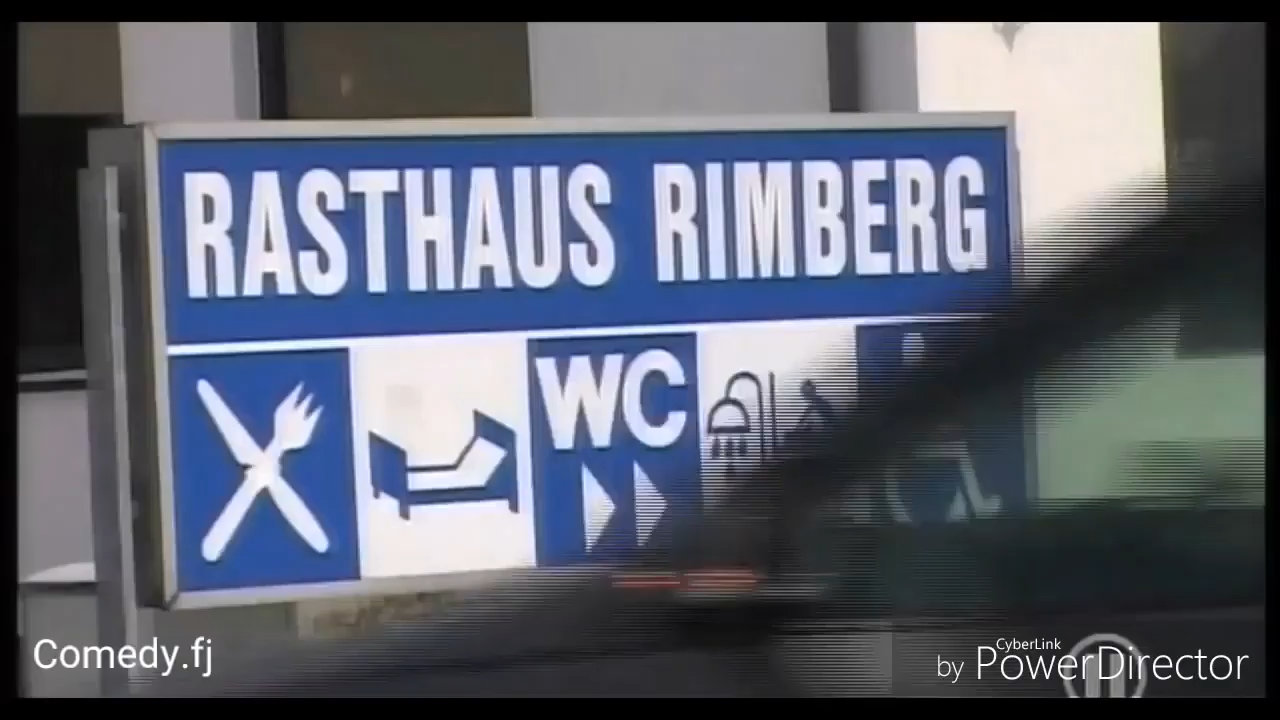 RASTHAUS RIMBERG
WC
Comedy.fj
CyberLink
by PowerDirector